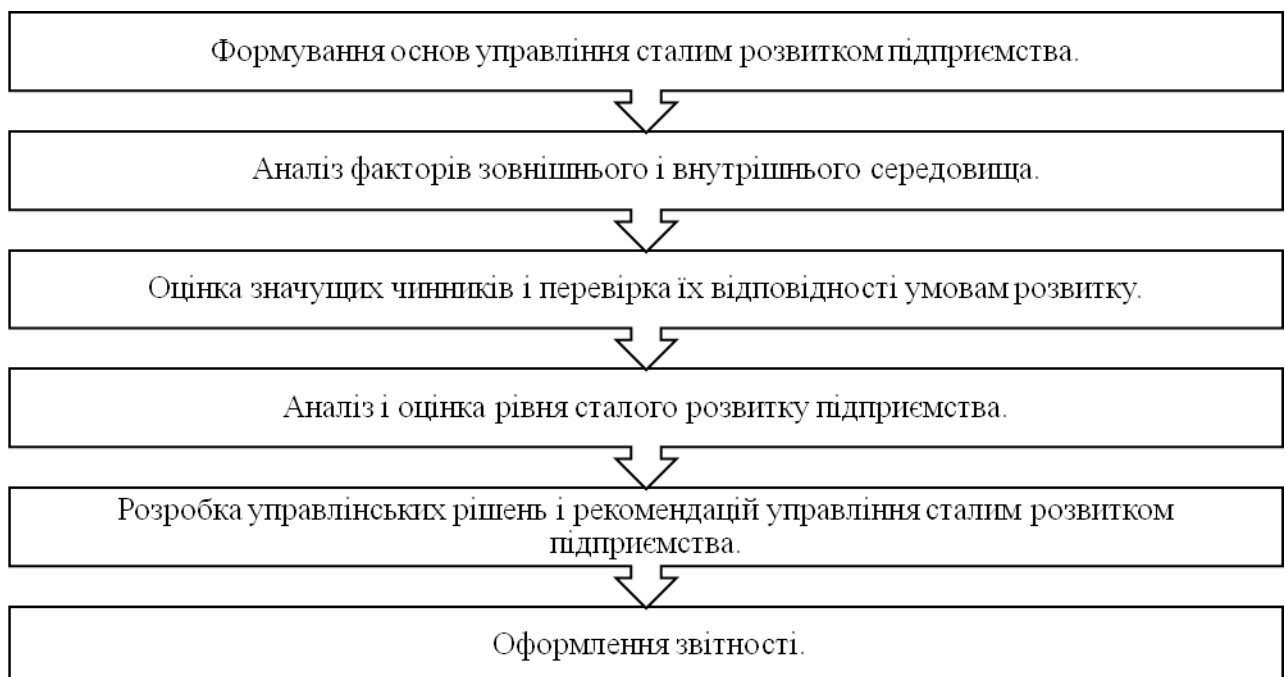 Формування основ управління сталим розвитком підприємства.
Аналіз факторів зовнішнього і внутрішнього середовища.
Оцінка значущих чинників і перевірка їх відповідності умовам розвитку.
Аналіз і оцінка рівня сталого розвитку підприємства.
Розробка управлінських рішень і рекомендацій управління сталим розвитком
підприємства.
Оформлення звітності.